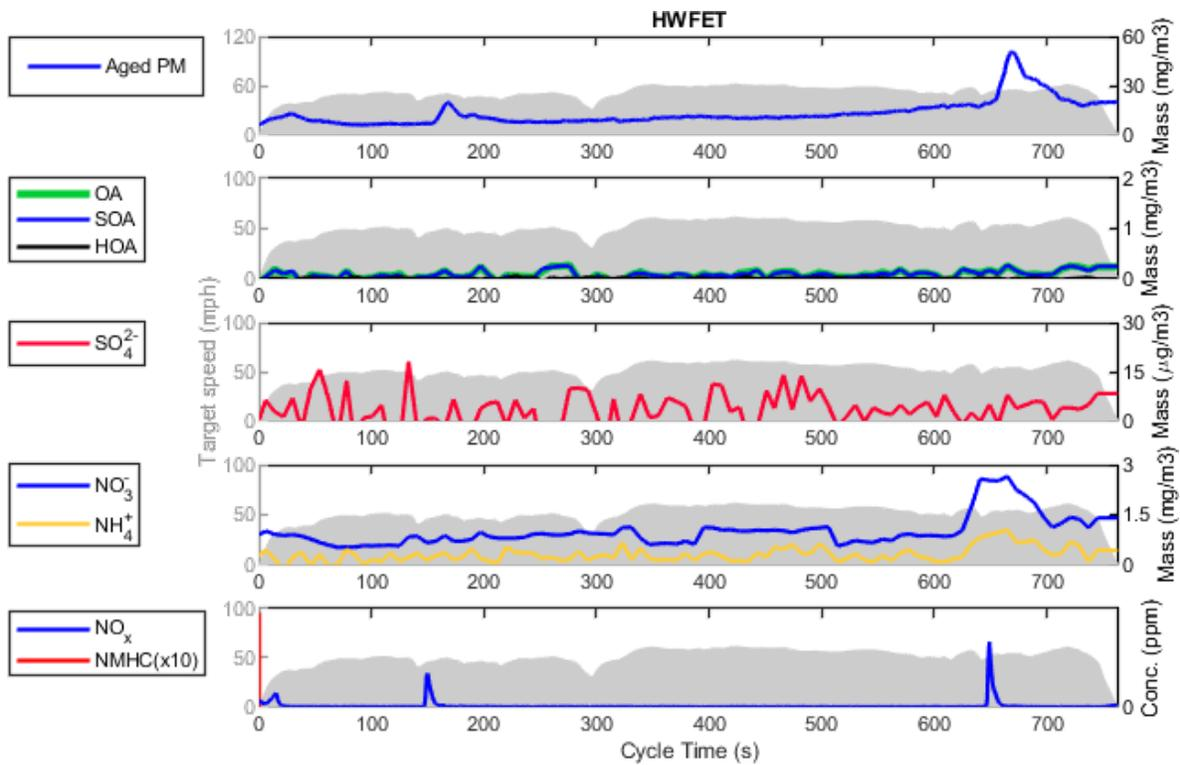 HWFET
Aged PM
120
60
0
60
30
0
Mass (mg/m3)
0 100 200 300 400 500 600 700
OA
SOA
HOA
100
50
0
2
1
0
Mass (mg/m3)
0 100 200 300 400 500 600 700
Target speed (mph)
SO₄²⁻
100
50
0
30
15
0
Mass (μg/m3)
0 100 200 300 400 500 600 700
NO₃⁻
NH₄⁺
100
50
0
3
1.5
0
Mass (mg/m3)
0 100 200 300 400 500 600 700
NOₓ
NMHC(x10)
100
50
0
0
Conc. (ppm)
0 100 200 300 400 500 600 700
Cycle Time (s)